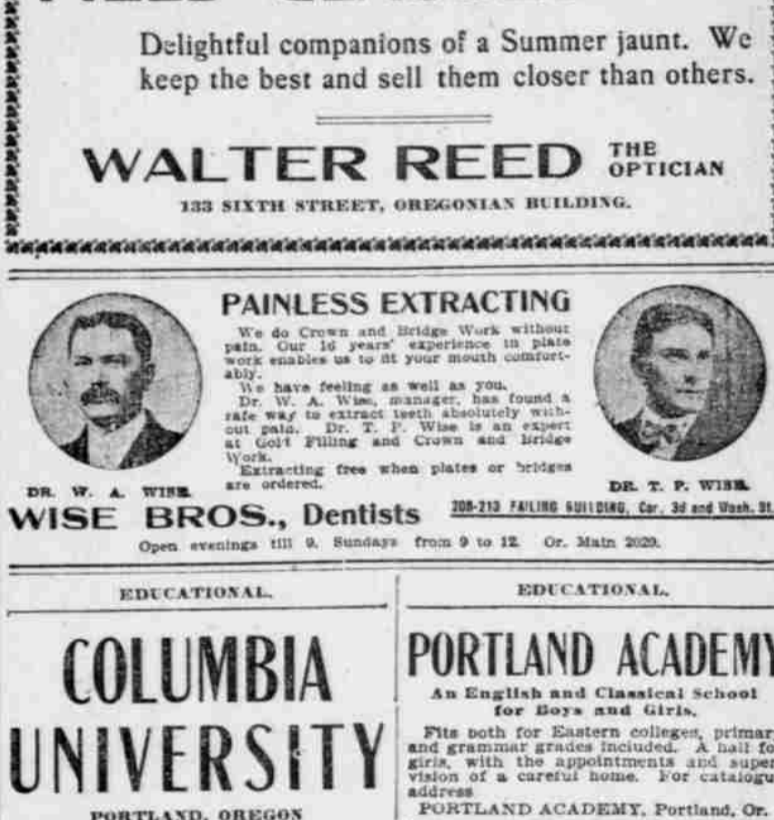 Delightful companions of a Summer jaunt. We
keep the best and sell them closer than others.
WALTER REED THE
OPTICIAN
133 SIXTH STREET, OREGONIAN BUILDING.
PAINLESS EXTRACTING
We do Crown and Bridge Work without
pain. Our 16 years' experience in plate
work enables us to fit your mouth comfort-
ably.
We have feeling as well as you.
Dr. W. A. Wise, manager, has found a
safe way to extract teeth absolutely with-
out pain. Dr. T. P. Wise is an expert
at Gold Filling and Crown and Bridge
Work.
Extracting free when plates or bridges
are ordered.
DR. W. A. WISE.
DR. T. P. WISE.
WISE BROS., Dentists
208-213 FAILING BUILDING, Cor. 3d and Wash. St.
Open evenings till 9. Sundays from 9 to 12. Or. Main 2029.
EDUCATIONAL.
COLUMBIA
UNIVERSITY
PORTLAND, OREGON
EDUCATIONAL.
PORTLAND ACADEMY
An English and Classical School
for Boys and Girls.
Fits both for Eastern colleges, primar
and grammar grades included. A hall fo
girls, with the appointments and super
vision of a careful home. For catalogu
address
PORTLAND ACADEMY, Portland, Or.